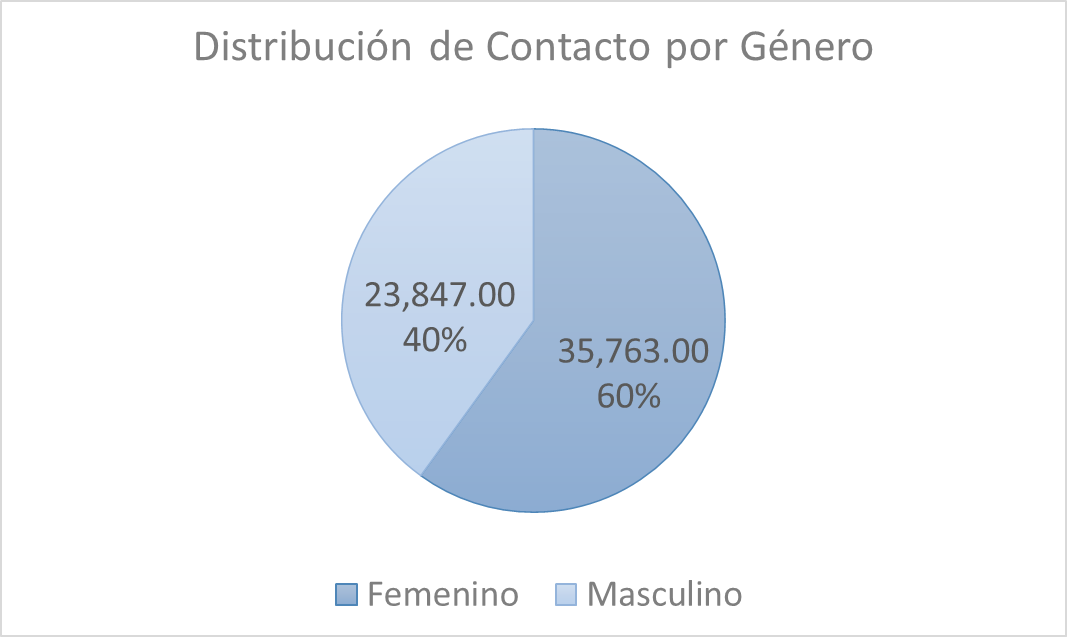 Distribución de Contacto por Género
23,847.00
40%
35,763.00
60%
Femenino
Masculino